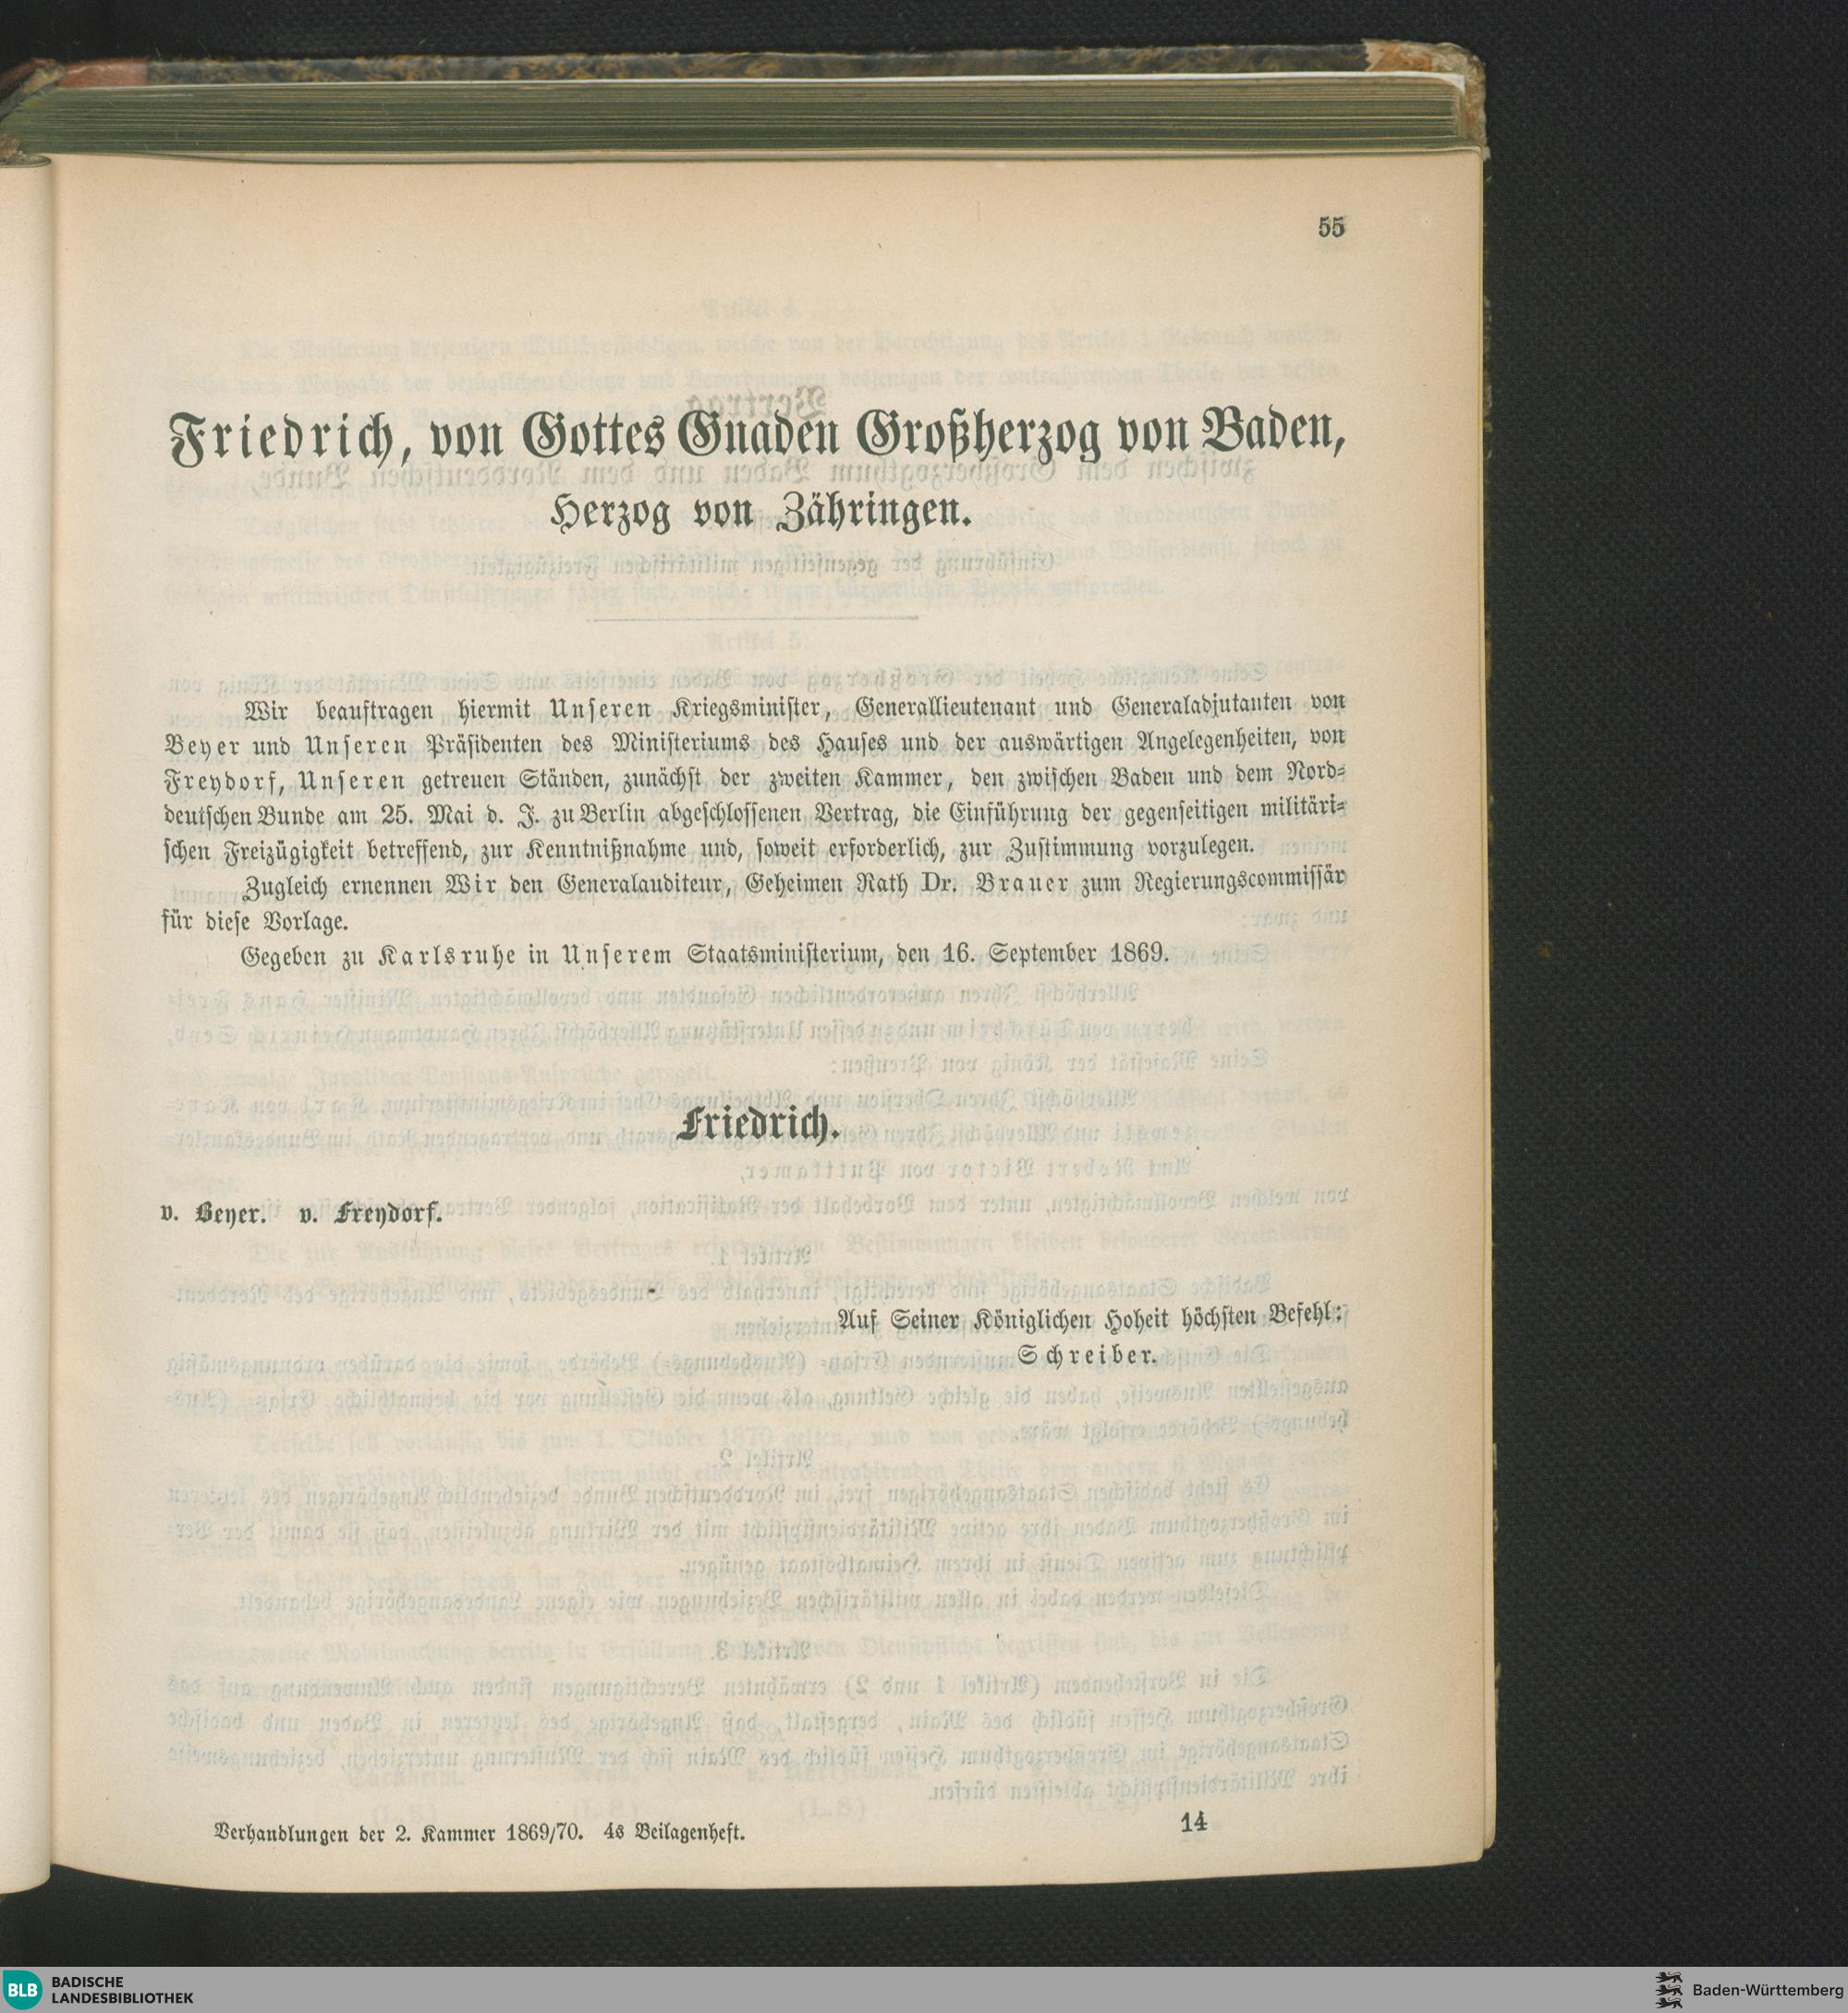 55
Friedrich, von Gottes Gnaden Großherzog von Baden,
Herzog von Zähringen.
Wir beauftragen hiermit Unseren Kriegsminister, Generallieutenant und Generaladjutanten von
Beyer und Unseren Präsidenten des Ministeriums des Hauses und der auswärtigen Angelegenheiten, von
Freydorf, Unseren getreuen Ständen, zunächst der zweiten Kammer, den zwischen Baden und dem Nord-
deutschen Bunde am 25. Mai d. J. zu Berlin abgeschlossenen Vertrag, die Einführung der gegenseitigen militäri-
schen Freizügigkeit betreffend, zur Kenntnißnahme und, soweit erforderlich, zur Zustimmung vorzulegen.
Zugleich ernennen Wir den Generalauditeur, Geheimen Rath Dr. Brauer zum Regierungscommissär
für diese Vorlage.
Gegeben zu Karlsruhe in Unserem Staatsministerium, den 16. September 1869.
Friedrich.
v. Beyer. v. Freydorf.
Auf Seiner Königlichen Hoheit höchsten Befehl:
Schreiber.
Verhandlungen der 2. Kammer 1869/70. 4s Beilagenheft.
14
BLB BADISCHE
LANDESBIBLIOTHEK
Baden-Württemberg